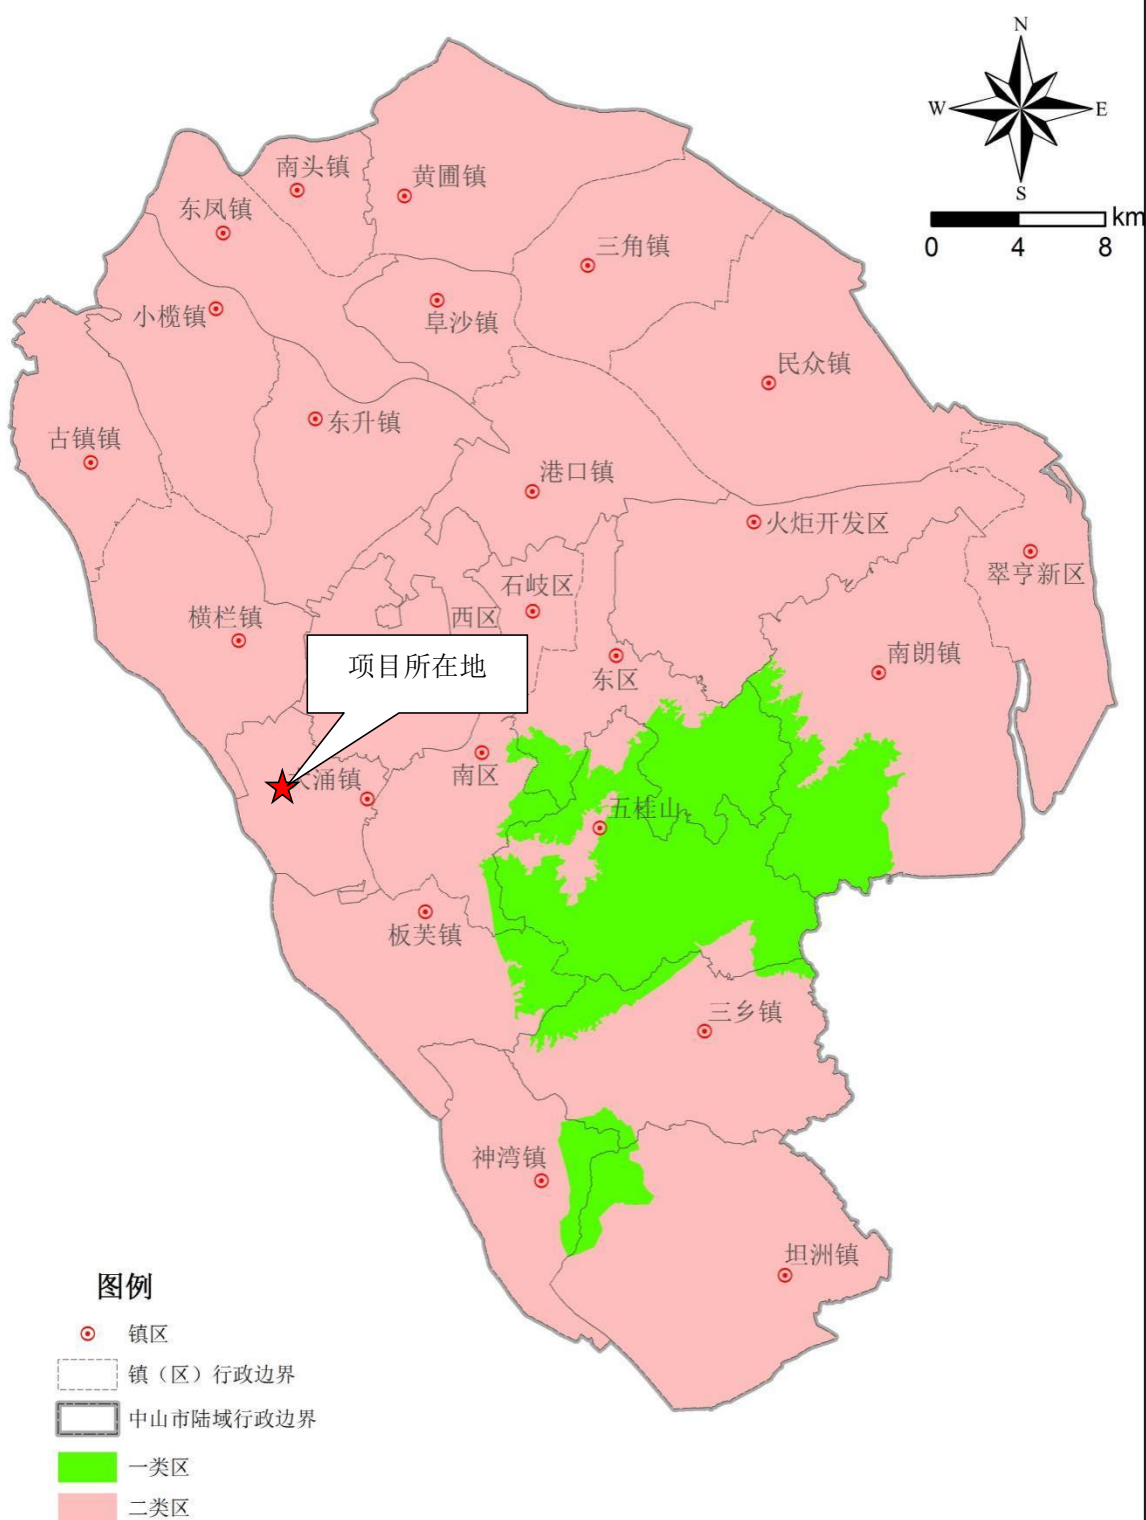 N
W
E
S
km
0
4
8
南头镇
黄圃镇
东凤镇
三角镇
小榄镇
阜沙镇
民众镇
东升镇
古镇镇
港口镇
火炬开发区
翠亨新区
石岐区
横栏镇
西区
南朗镇
东区
项目所在地
南区
涌镇
五桂山
板芙镇
三乡镇
神湾镇
坦洲镇
图例
镇区
镇（区）行政边界
中山市陆域行政边界
一类区
二类区